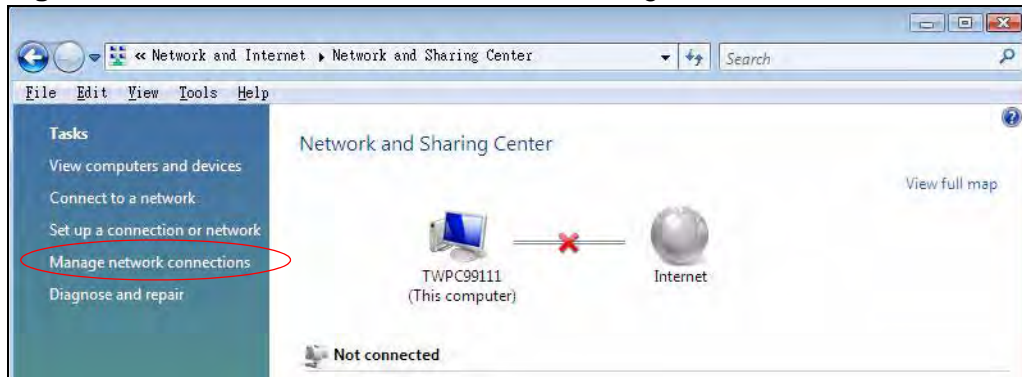 « Network and Internet ▸ Network and Sharing Center
Search
File Edit View Tools Help
Tasks
View computers and devices
Connect to a network
Set up a connection or network
Manage network connections
Diagnose and repair
Network and Sharing Center
View full map
TWPC99111
(This computer)
Internet
Not connected